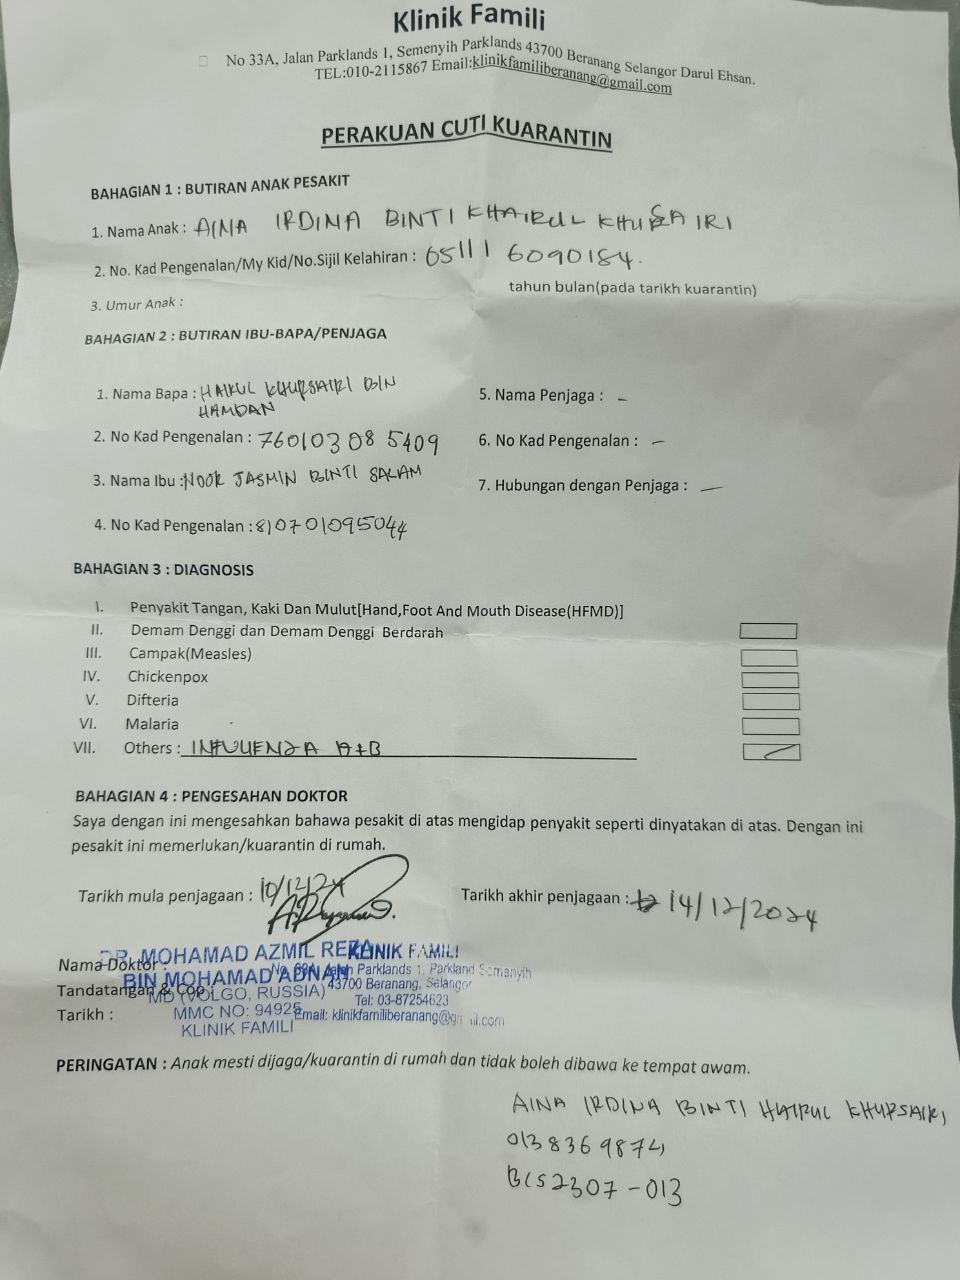 Klinik Famili
No 33A, Jalan Parklands 1, Semenyih Parklands 43700 Beranang Selangor Darul Ehsan.
TEL:010-2115867 Email:klinikfamiliberanang@gmail.com
PERAKUAN CUTI KUARANTIN
BAHAGIAN 1 : BUTIRAN ANAK PESAKIT
1. Nama Anak : AINA IRDINA BINTI KHAIRUL KHURSAIRI
2. No. Kad Pengenalan/My Kid/No.Sijil Kelahiran : 051116090184.
3. Umur Anak : tahun bulan(pada tarikh kuarantin)
BAHAGIAN 2 : BUTIRAN IBU-BAPA/PENJAGA
1. Nama Bapa : HAIRUL KHURSAIRI BIN
HAMDAN
5. Nama Penjaga : -
2. No Kad Pengenalan : 760103 08 5409
6. No Kad Pengenalan : -
3. Nama Ibu : NOOR JASMIN BINTI SALAM
7. Hubungan dengan Penjaga : -
4. No Kad Pengenalan : 810701095044
BAHAGIAN 3 : DIAGNOSIS
I. Penyakit Tangan, Kaki Dan Mulut[Hand,Foot And Mouth Disease(HFMD)]
II. Demam Denggi dan Demam Denggi Berdarah
III. Campak(Measles)
IV. Chickenpox
V. Difteria
VI. Malaria
VII. Others : INFLUENZA A+B
BAHAGIAN 4 : PENGESAHAN DOKTOR
Saya dengan ini mengesahkan bahawa pesakit di atas mengidap penyakit seperti dinyatakan di atas. Dengan ini
pesakit ini memerlukan/kuarantin di rumah.
Tarikh mula penjagaan : 10/12/24
Tarikh akhir penjagaan : 14/12/2024
Nama Doktor :
Tandatangan & Cop :
Tarikh :
DR. MOHAMAD AZMIL REZA
BIN MOHAMAD ADNAN
MD (VOLGO, RUSSIA)
MMC NO: 94925
KLINIK FAMILI
KLINIK FAMILI
No. 33A, Jalan Parklands 1, Parkland Semenyih
43700 Beranang, Selangor
Tel: 03-87254623
Email: klinikfamiliberanang@gmail.com
PERINGATAN : Anak mesti dijaga/kuarantin di rumah dan tidak boleh dibawa ke tempat awam.
AINA IRDINA BINTI HAIRUL KHURSAIRI
0138369874
BCS2307-013